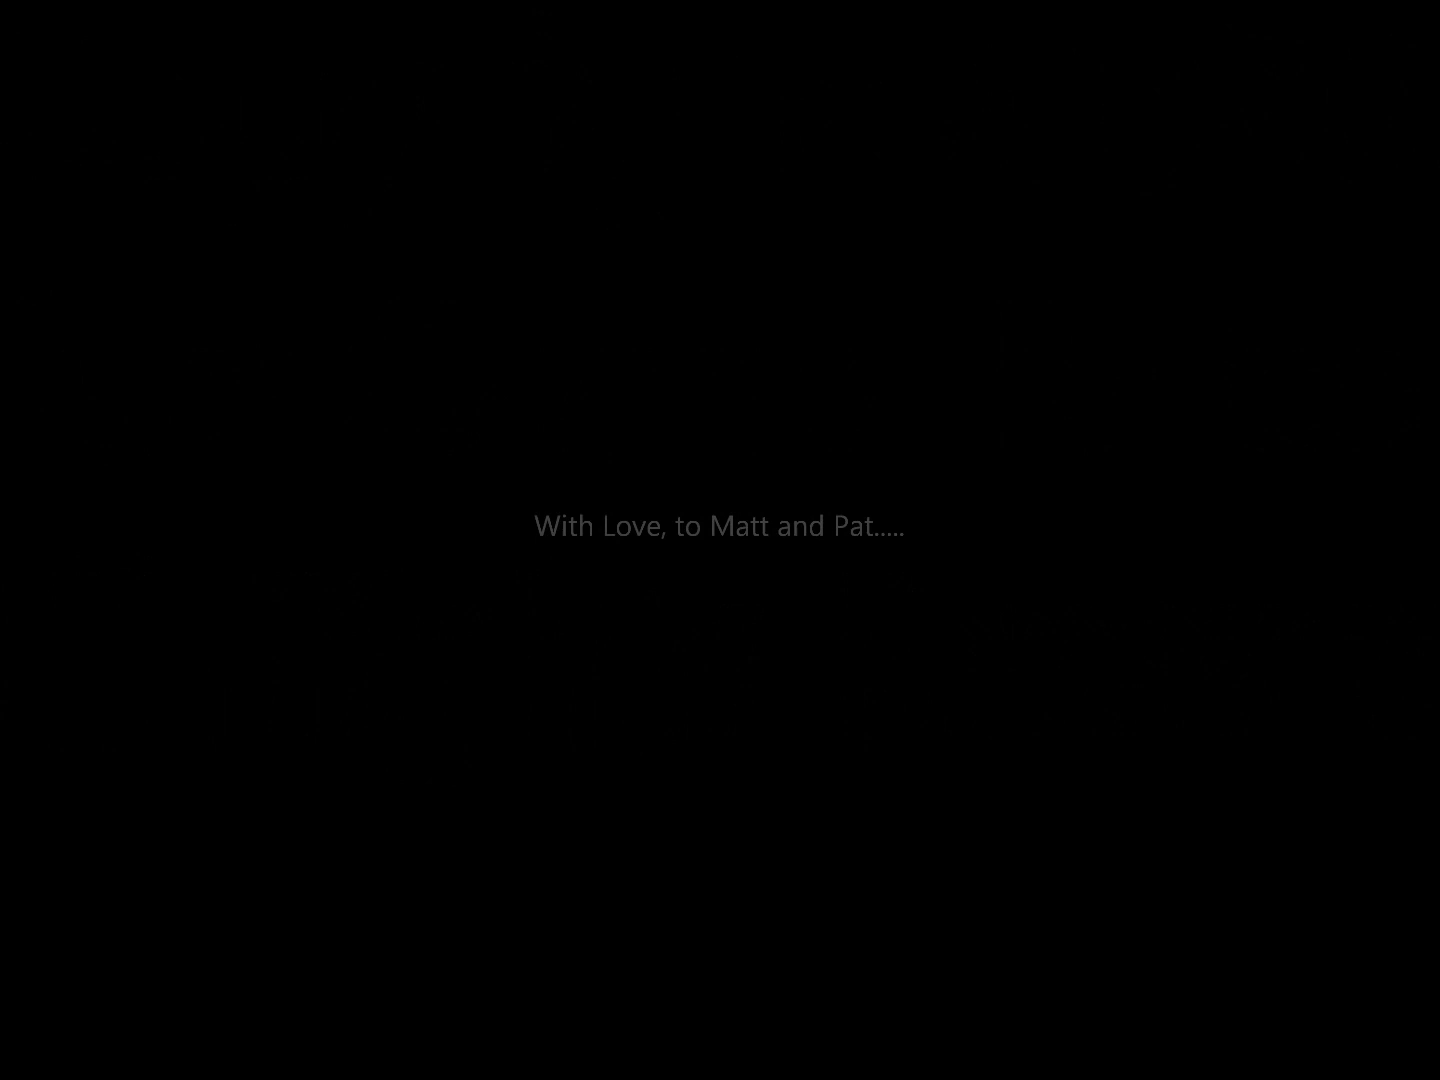 With Love, to Matt and Pat.....